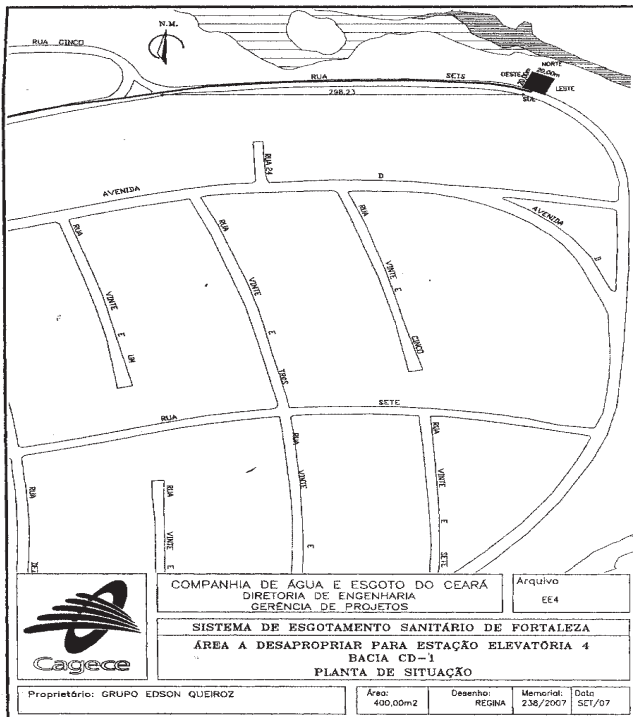 N.M.
RUA CINCO
RUA SEIS
298.23
OESTE
NORTE
20,00m
LESTE
SUL
RUA 24
AVENIDA D
AVENIDA D
RUA VINTE E UM
RUA VINTE E TRES
RUA VINTE E CINCO
RUA SETE
RUA
RUA VINTE E
RUA VINTE E
RUA VINTE E SETE
COMPANHIA DE ÁGUA E ESGOTO DO CEARÁ
DIRETORIA DE ENGENHARIA
GERÊNCIA DE PROJETOS
Arquivo
EE4
Cagece
SISTEMA DE ESGOTAMENTO SANITÁRIO DE FORTALEZA
ÁREA A DESAPROPRIAR PARA ESTAÇÃO ELEVATÓRIA 4
BACIA CD-1
PLANTA DE SITUAÇÃO
Proprietário: GRUPO EDSON QUEIROZ
Área:
400,00m2
Desenho:
REGINA
Memorial:
238/2007
Data
SET/07